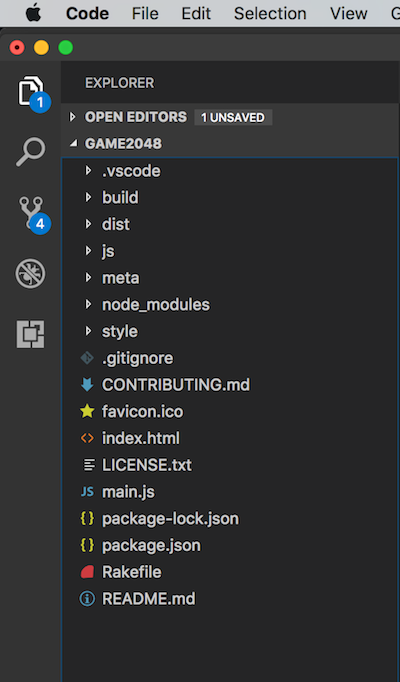 Code File Edit Selection View G
EXPLORER
1
OPEN EDITORS 1 UNSAVED
GAME2048
.vscode
build
4
dist
js
meta
node_modules
style
.gitignore
CONTRIBUTING.md
favicon.ico
<> index.html
LICENSE.txt
JS main.js
{} package-lock.json
{} package.json
Rakefile
README.md